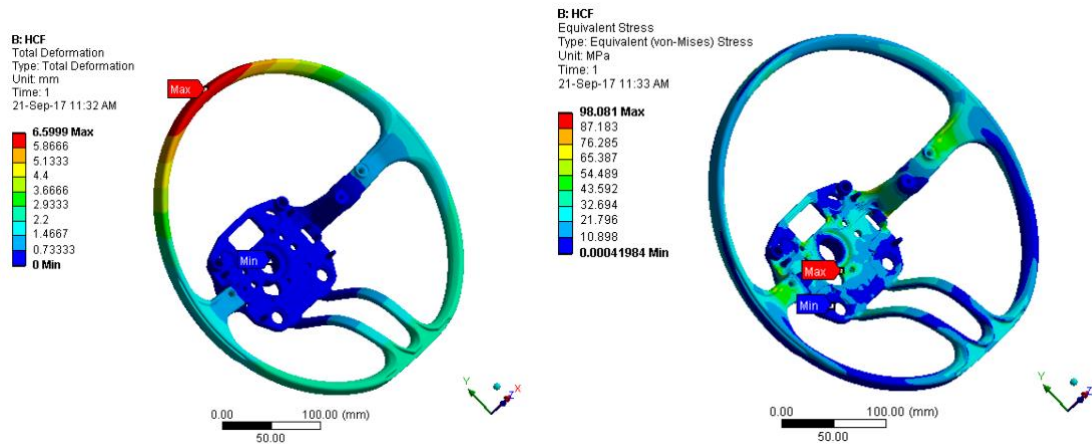 B: HCF
Total Deformation
Type: Total Deformation
Unit: mm
Time: 1
21-Sep-17 11:32 AM
6.5999 Max
5.8666
5.1333
4.4
3.6666
2.9333
2.2
1.4667
0.73333
0 Min
Max
Min
Y
X
Z
0.00
100.00 (mm)
50.00
B: HCF
Equivalent Stress
Type: Equivalent (von-Mises) Stress
Unit: MPa
Time: 1
21-Sep-17 11:33 AM
98.081 Max
87.183
76.285
65.387
54.489
43.592
32.694
21.796
10.898
0.00041984 Min
Max
Min
Y
X
Z
0.00
100.00 (mm)
50.00